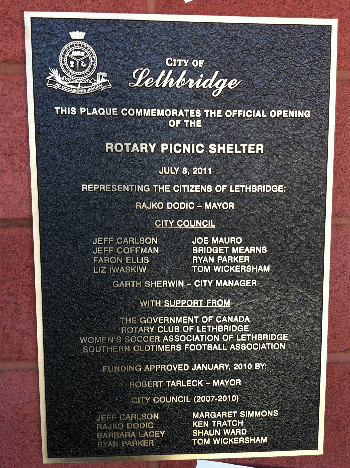 CITY OF
Lethbridge
THIS PLAQUE COMMEMORATES THE OFFICIAL OPENING
OF THE
ROTARY PICNIC SHELTER
JULY 8, 2011
REPRESENTING THE CITIZENS OF LETHBRIDGE:
RAJKO DODIC – MAYOR
CITY COUNCIL
JEFF CARLSON JOE MAURO
JEFF COFFMAN BRIDGET MEARNS
FARON ELLIS RYAN PARKER
LIZ IWASKIW TOM WICKERSHAM
GARTH SHERWIN – CITY MANAGER
WITH SUPPORT FROM
THE GOVERNMENT OF CANADA
ROTARY CLUB OF LETHBRIDGE
WOMEN'S SOCCER ASSOCIATION OF LETHBRIDGE
SOUTHERN OLDTIMERS FOOTBALL ASSOCIATION
FUNDING APPROVED JANUARY, 2010 BY:
ROBERT TARLECK – MAYOR
CITY COUNCIL (2007-2010)
JEFF CARLSON MARGARET SIMMONS
RAJKO DODIC KEN TRATCH
BARBARA LACEY SHAUN WARD
RYAN PARKER TOM WICKERSHAM